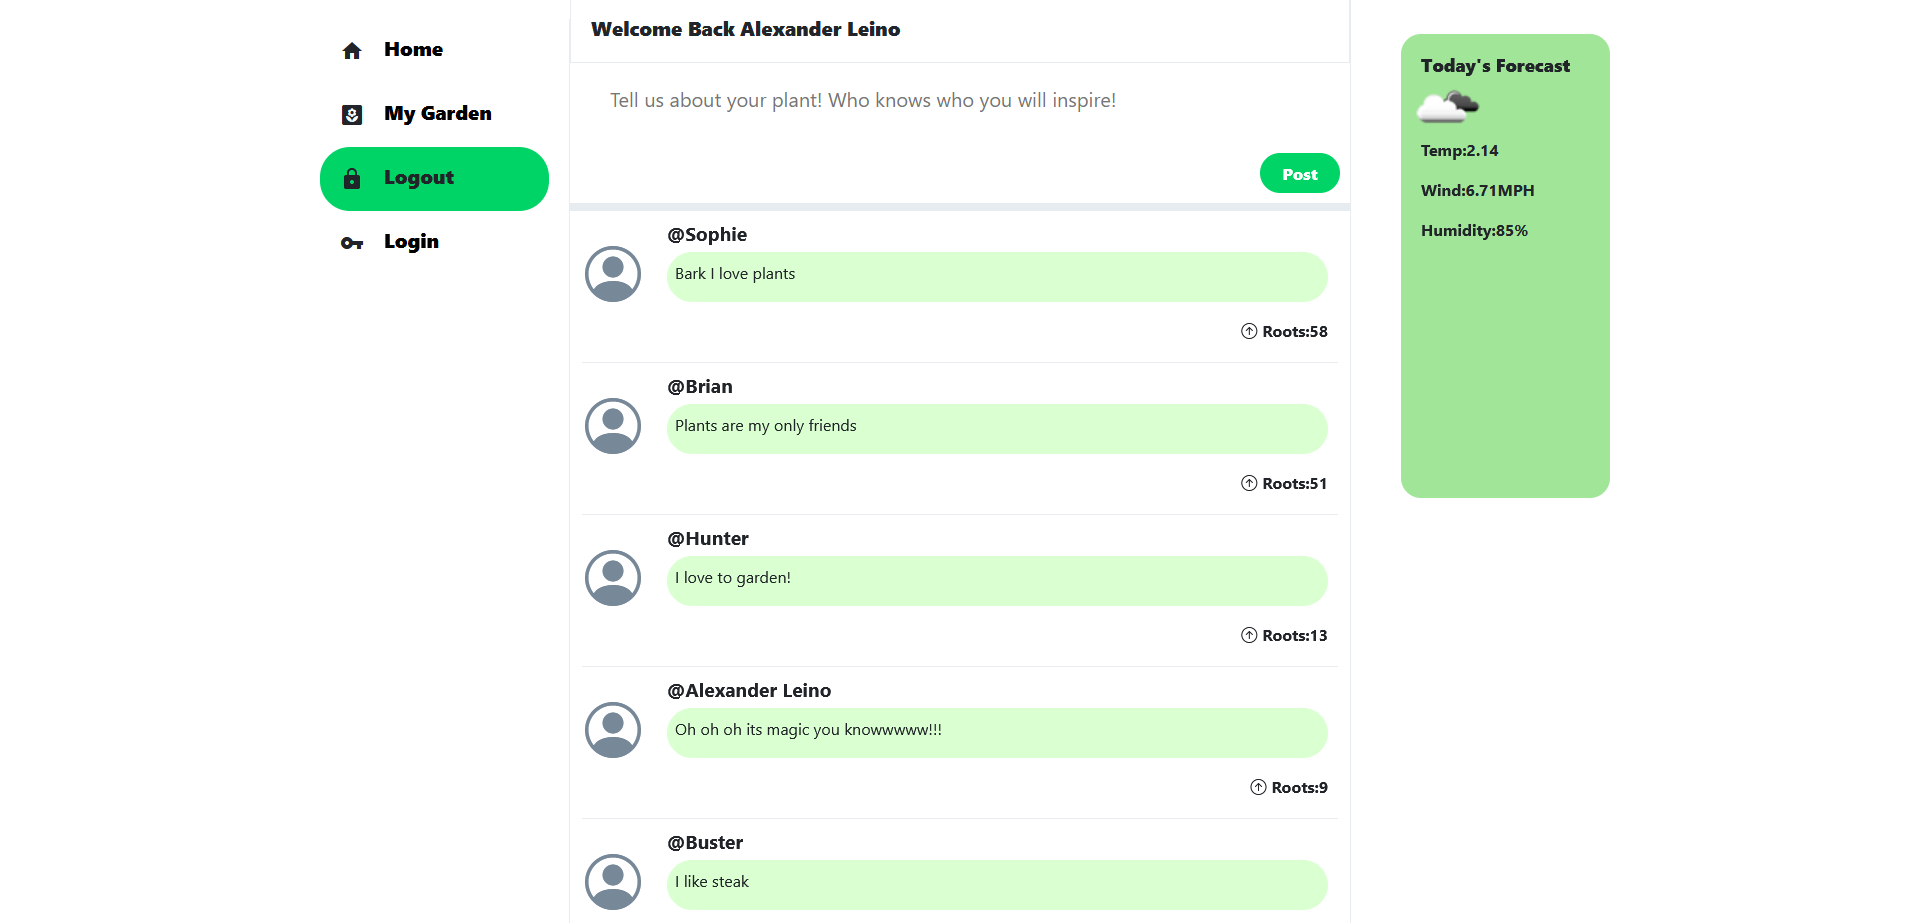 Home
My Garden
Logout
Login
Welcome Back Alexander Leino
Tell us about your plant! Who knows who you will inspire!
Post
@Sophie
Bark I love plants
Roots:58
@Brian
Plants are my only friends
Roots:51
@Hunter
I love to garden!
Roots:13
@Alexander Leino
Oh oh oh its magic you knowwwww!!!
Roots:9
@Buster
I like steak
Today's Forecast
Temp:2.14
Wind:6.71MPH
Humidity:85%